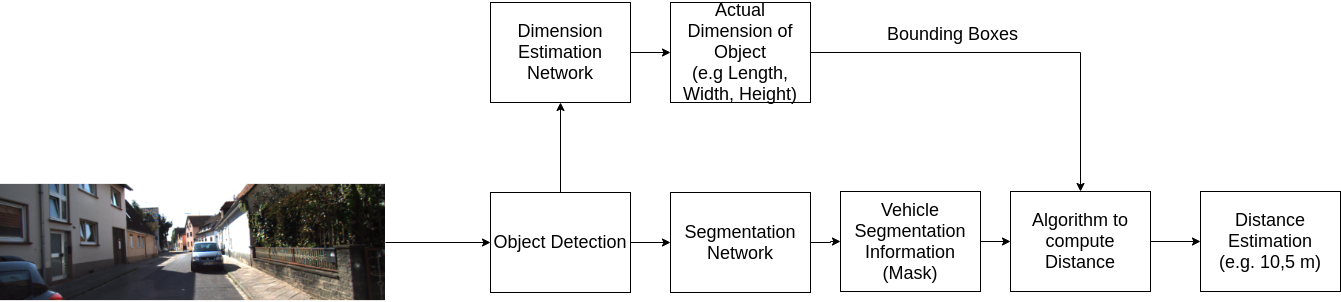 Dimension
Estimation
Network
Actual
Dimension of
Object
(e.g Length,
Width, Height)
Bounding Boxes
Object Detection
Segmentation
Network
Vehicle
Segmentation
Information
(Mask)
Algorithm to
compute
Distance
Distance
Estimation
(e.g. 10,5 m)